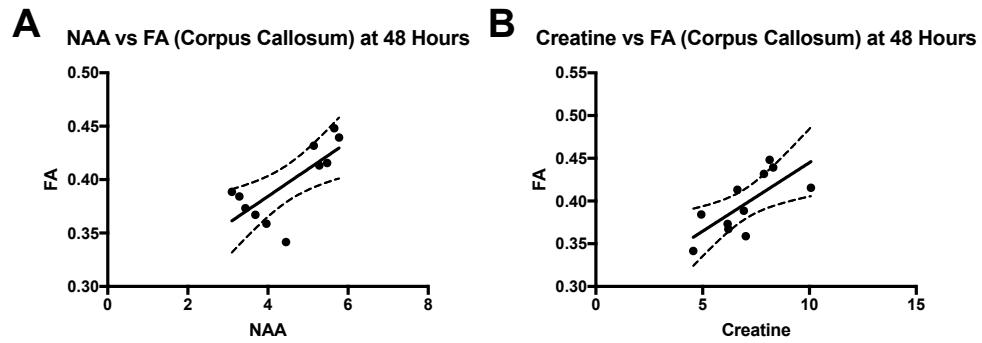 A
NAA vs FA (Corpus Callosum) at 48 Hours
0.50
0.45
0.40
0.35
0.30
FA
0
2
4
6
8
NAA
B
Creatine vs FA (Corpus Callosum) at 48 Hours
0.55
0.50
0.45
0.40
0.35
0.30
FA
0
5
10
15
Creatine